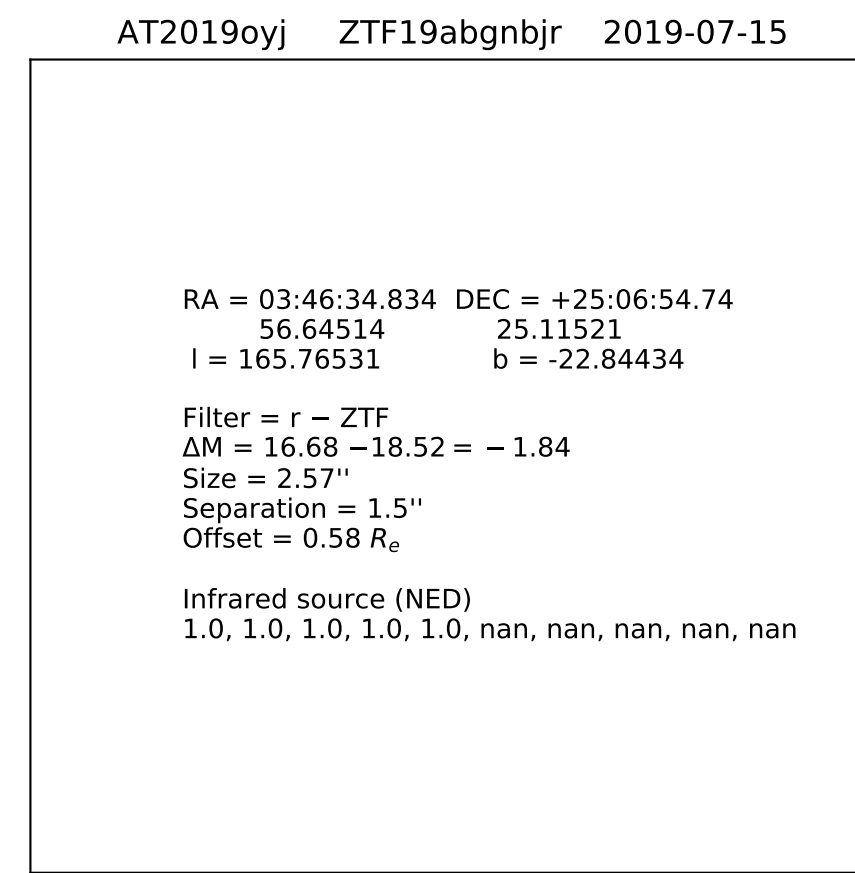 AT2019oyj ZTF19abgnbjr 2019-07-15
RA = 03:46:34.834 DEC = +25:06:54.74
56.64514 25.11521
l = 165.76531 b = -22.84434
Filter = r − ZTF
ΔM = 16.68 −18.52 = − 1.84
Size = 2.57''
Separation = 1.5''
Offset = 0.58 Rₑ
Infrared source (NED)
1.0, 1.0, 1.0, 1.0, 1.0, nan, nan, nan, nan, nan